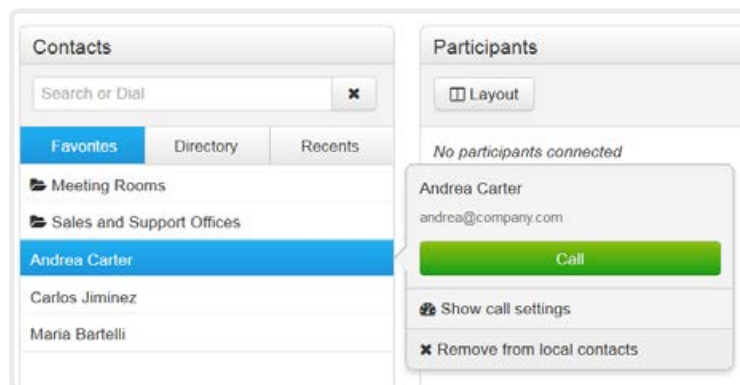 Contacts
Search or Dial
Favorites
Directory
Recents
Meeting Rooms
Sales and Support Offices
Andrea Carter
Carlos Jiminez
Maria Bartelli
Participants
Layout
No participants connected
Andrea Carter
andrea@company.com
Call
Show call settings
Remove from local contacts